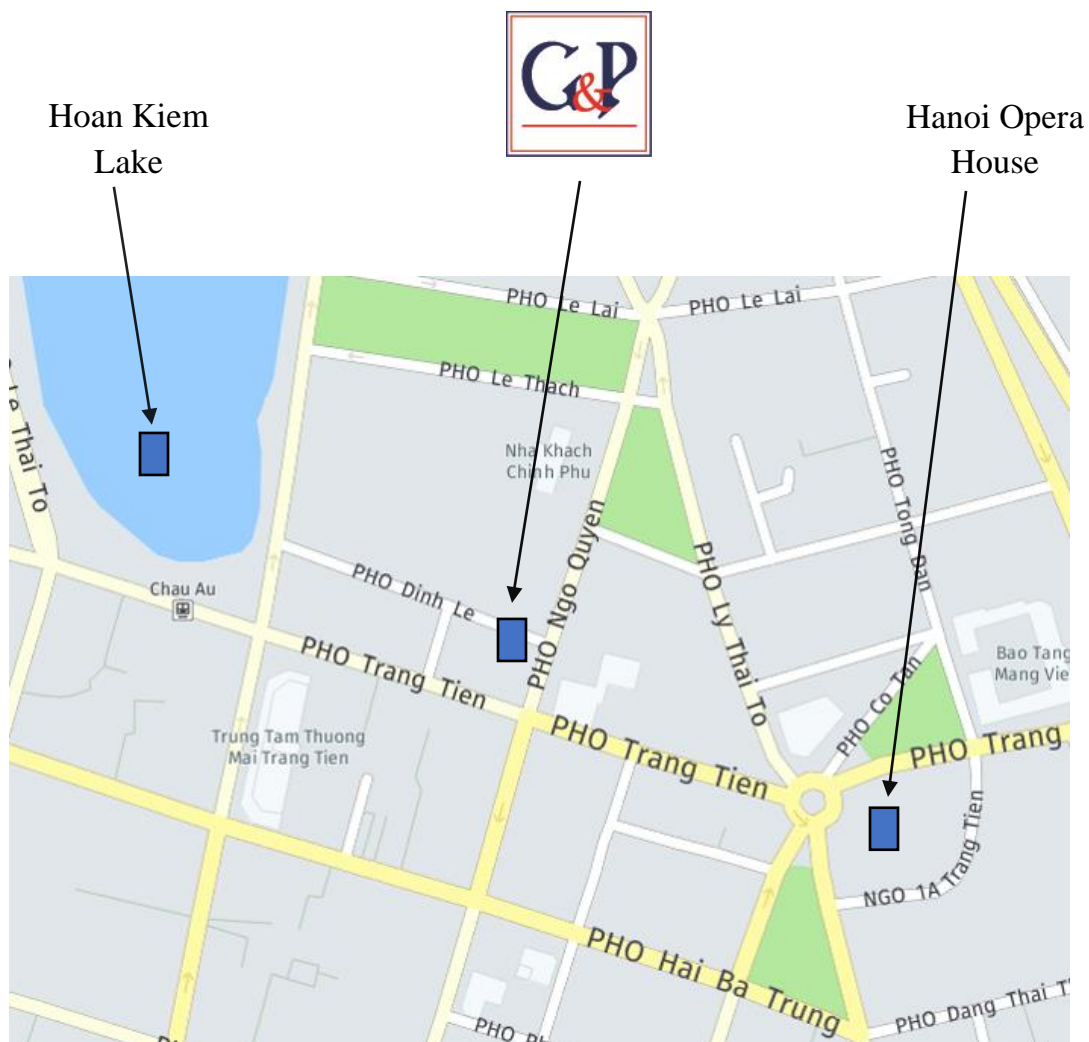 G&P
Hoan Kiem
Lake
Hanoi Opera
House
PHO Le Lai
PHO Le Lai
PHO Le Thach
Le Thai To
Nha Khach
Chinh Phu
PHO Ngo Quyen
PHO Tong Dan
PHO Dinh Le
PHO Ly Thai To
Chau Au
PHO Trang Tien
Bao Tang
Mang Vie
PHO Co Tan
Trung Tam Thuong
Mai Trang Tien
PHO Trang Tien
PHO Trang
NGO 1A Trang Tien
PHO Hai Ba Trung
PHO Dang Thai T
PHO Ph